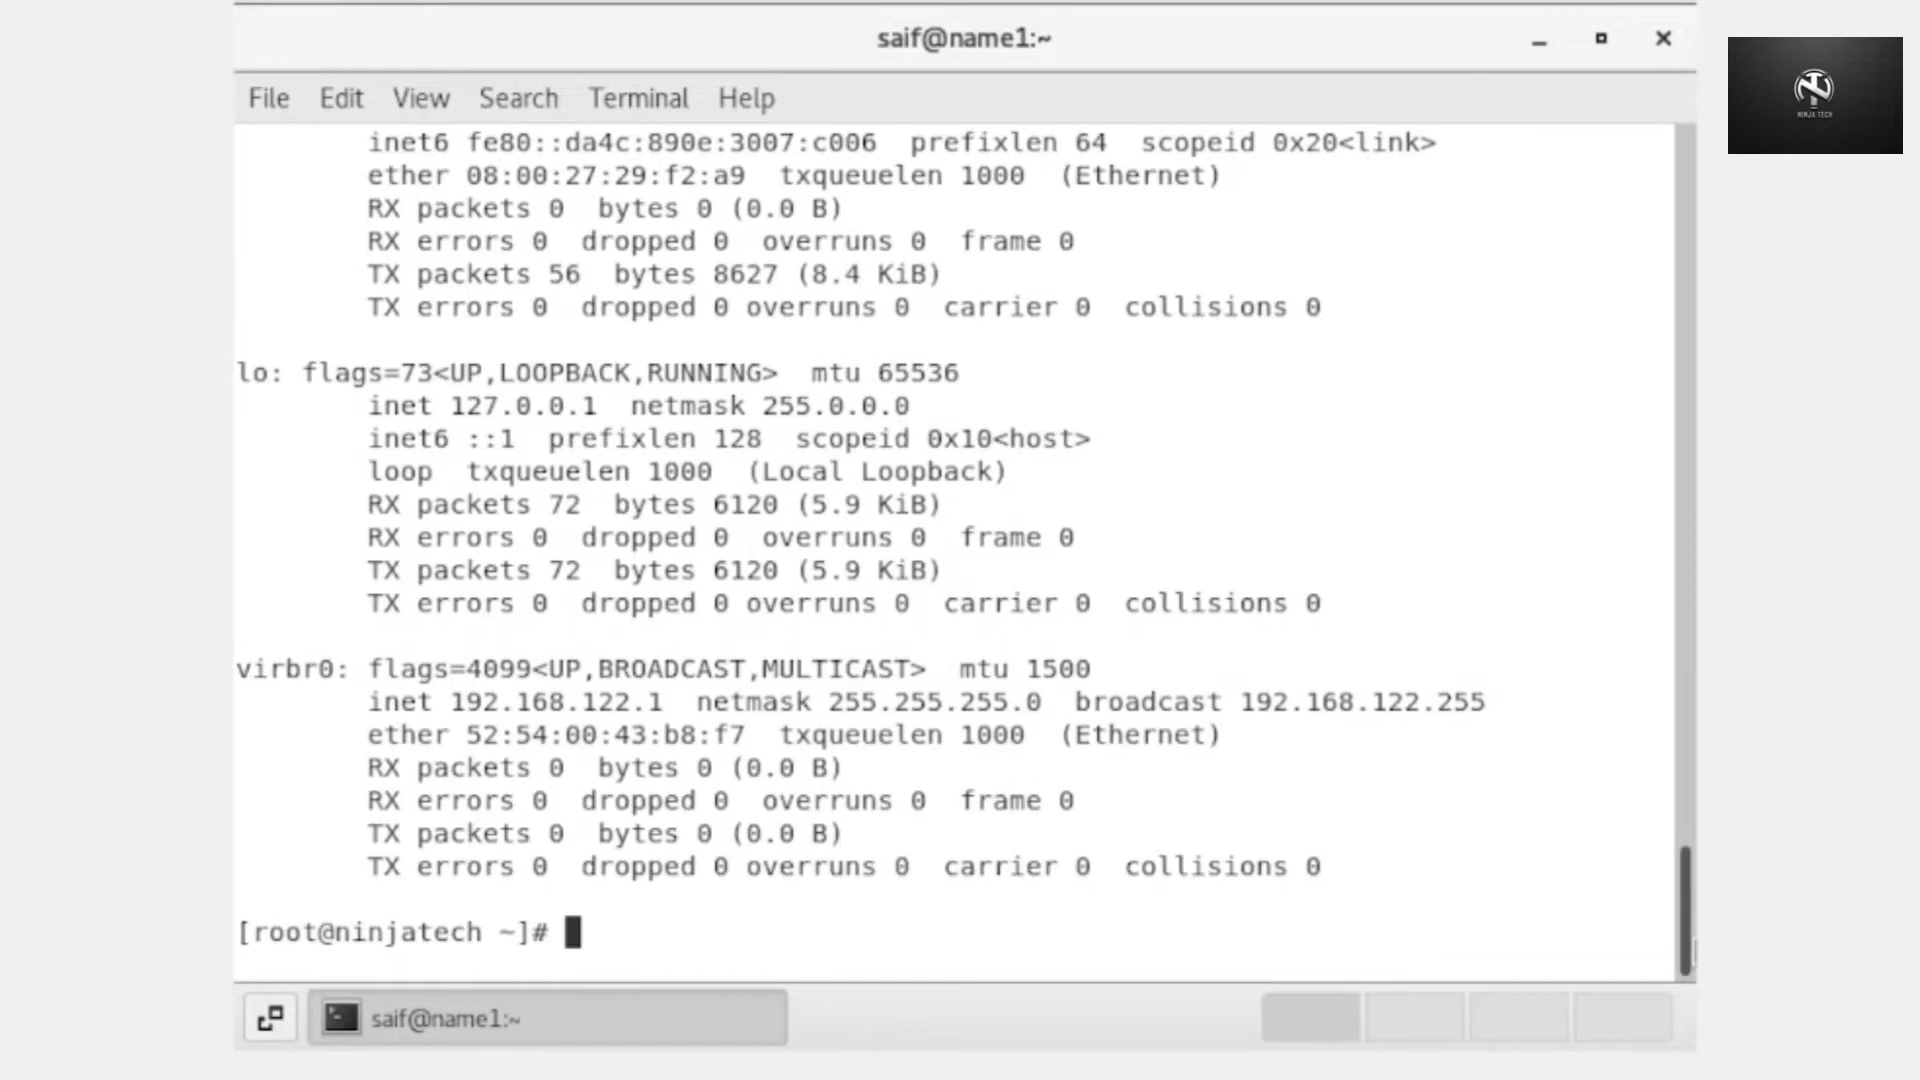 saif@name1:~
File Edit View Search Terminal Help
inet6 fe80::da4c:890e:3007:c006  prefixlen 64  scopeid 0x20<link>
ether 08:00:27:29:f2:a9  txqueuelen 1000  (Ethernet)
RX packets 0  bytes 0 (0.0 B)
RX errors 0  dropped 0  overruns 0  frame 0
TX packets 56  bytes 8627 (8.4 KiB)
TX errors 0  dropped 0 overruns 0  carrier 0  collisions 0
lo: flags=73<UP,LOOPBACK,RUNNING>  mtu 65536
inet 127.0.0.1  netmask 255.0.0.0
inet6 ::1  prefixlen 128  scopeid 0x10<host>
loop  txqueuelen 1000  (Local Loopback)
RX packets 72  bytes 6120 (5.9 KiB)
RX errors 0  dropped 0  overruns 0  frame 0
TX packets 72  bytes 6120 (5.9 KiB)
TX errors 0  dropped 0 overruns 0  carrier 0  collisions 0
virbr0: flags=4099<UP,BROADCAST,MULTICAST>  mtu 1500
inet 192.168.122.1  netmask 255.255.255.0  broadcast 192.168.122.255
ether 52:54:00:43:b8:f7  txqueuelen 1000  (Ethernet)
RX packets 0  bytes 0 (0.0 B)
RX errors 0  dropped 0  overruns 0  frame 0
TX packets 0  bytes 0 (0.0 B)
TX errors 0  dropped 0 overruns 0  carrier 0  collisions 0
[root@ninjatech ~]#
saif@name1:~
NINJA TECH